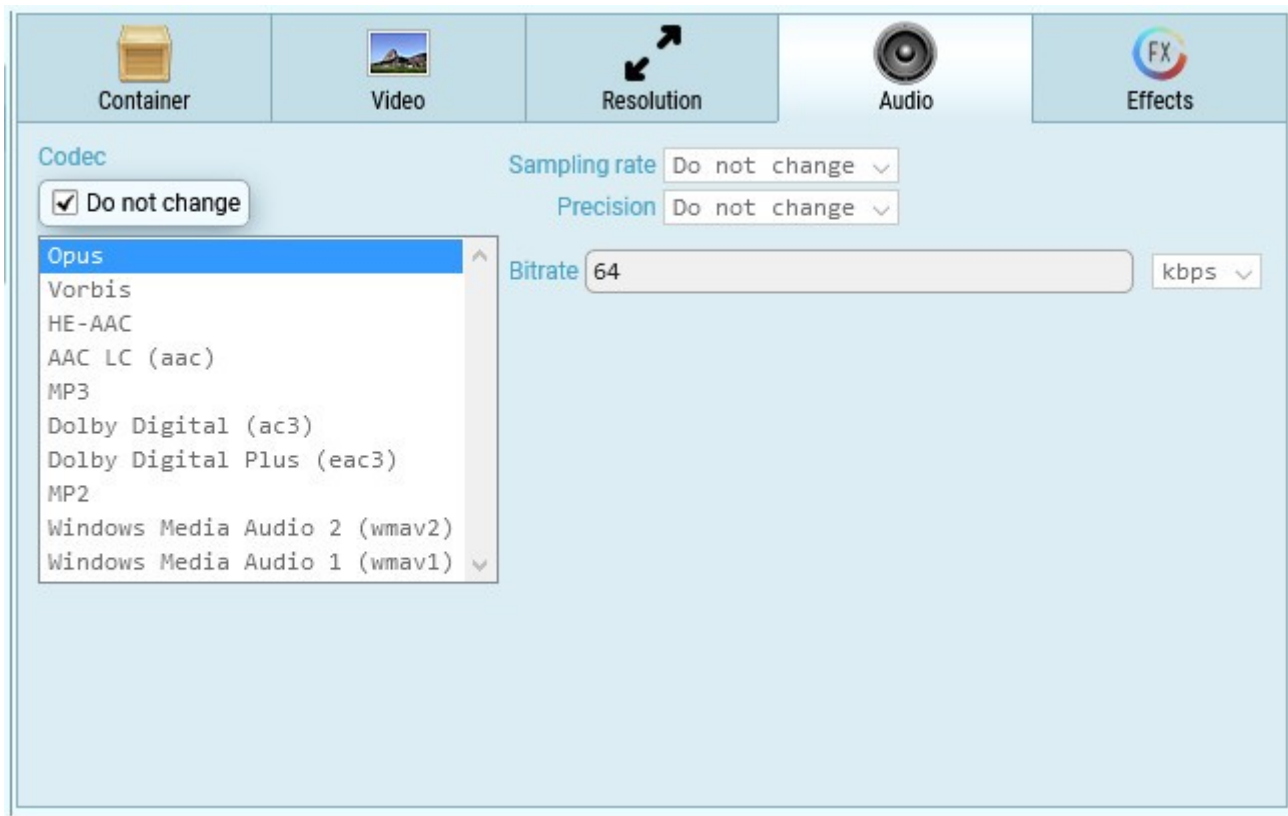 Container
Video
Resolution
Audio
FX
Effects
Codec
Do not change
Opus
Vorbis
HE-AAC
AAC LC (aac)
MP3
Dolby Digital (ac3)
Dolby Digital Plus (eac3)
MP2
Windows Media Audio 2 (wmav2)
Windows Media Audio 1 (wmav1)
Sampling rate Do not change
Precision Do not change
Bitrate 64 kbps